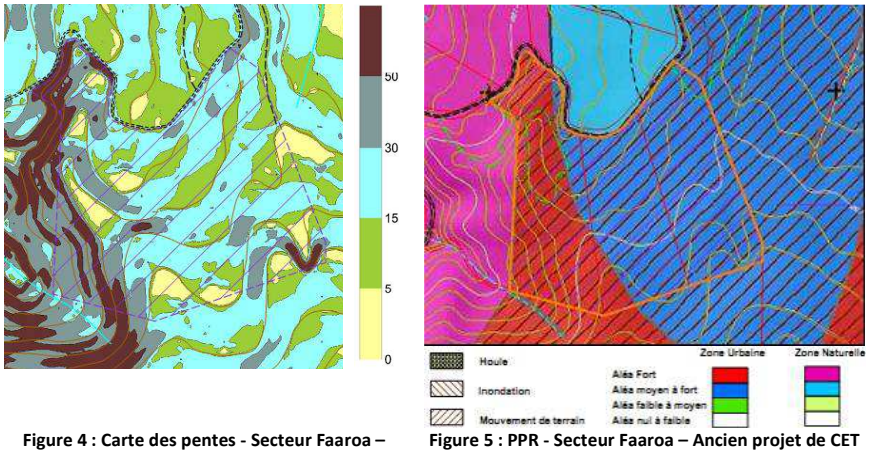 50
30
15
5
0
Zone Urbaine
Zone Naturelle
Houle
Inondation
Mouvement de terrain
Aléa Fort
Aléa moyen à fort
Aléa faible à moyen
Aléa nul à faible
Figure 4 : Carte des pentes - Secteur Faaroa –
Figure 5 : PPR - Secteur Faaroa – Ancien projet de CET